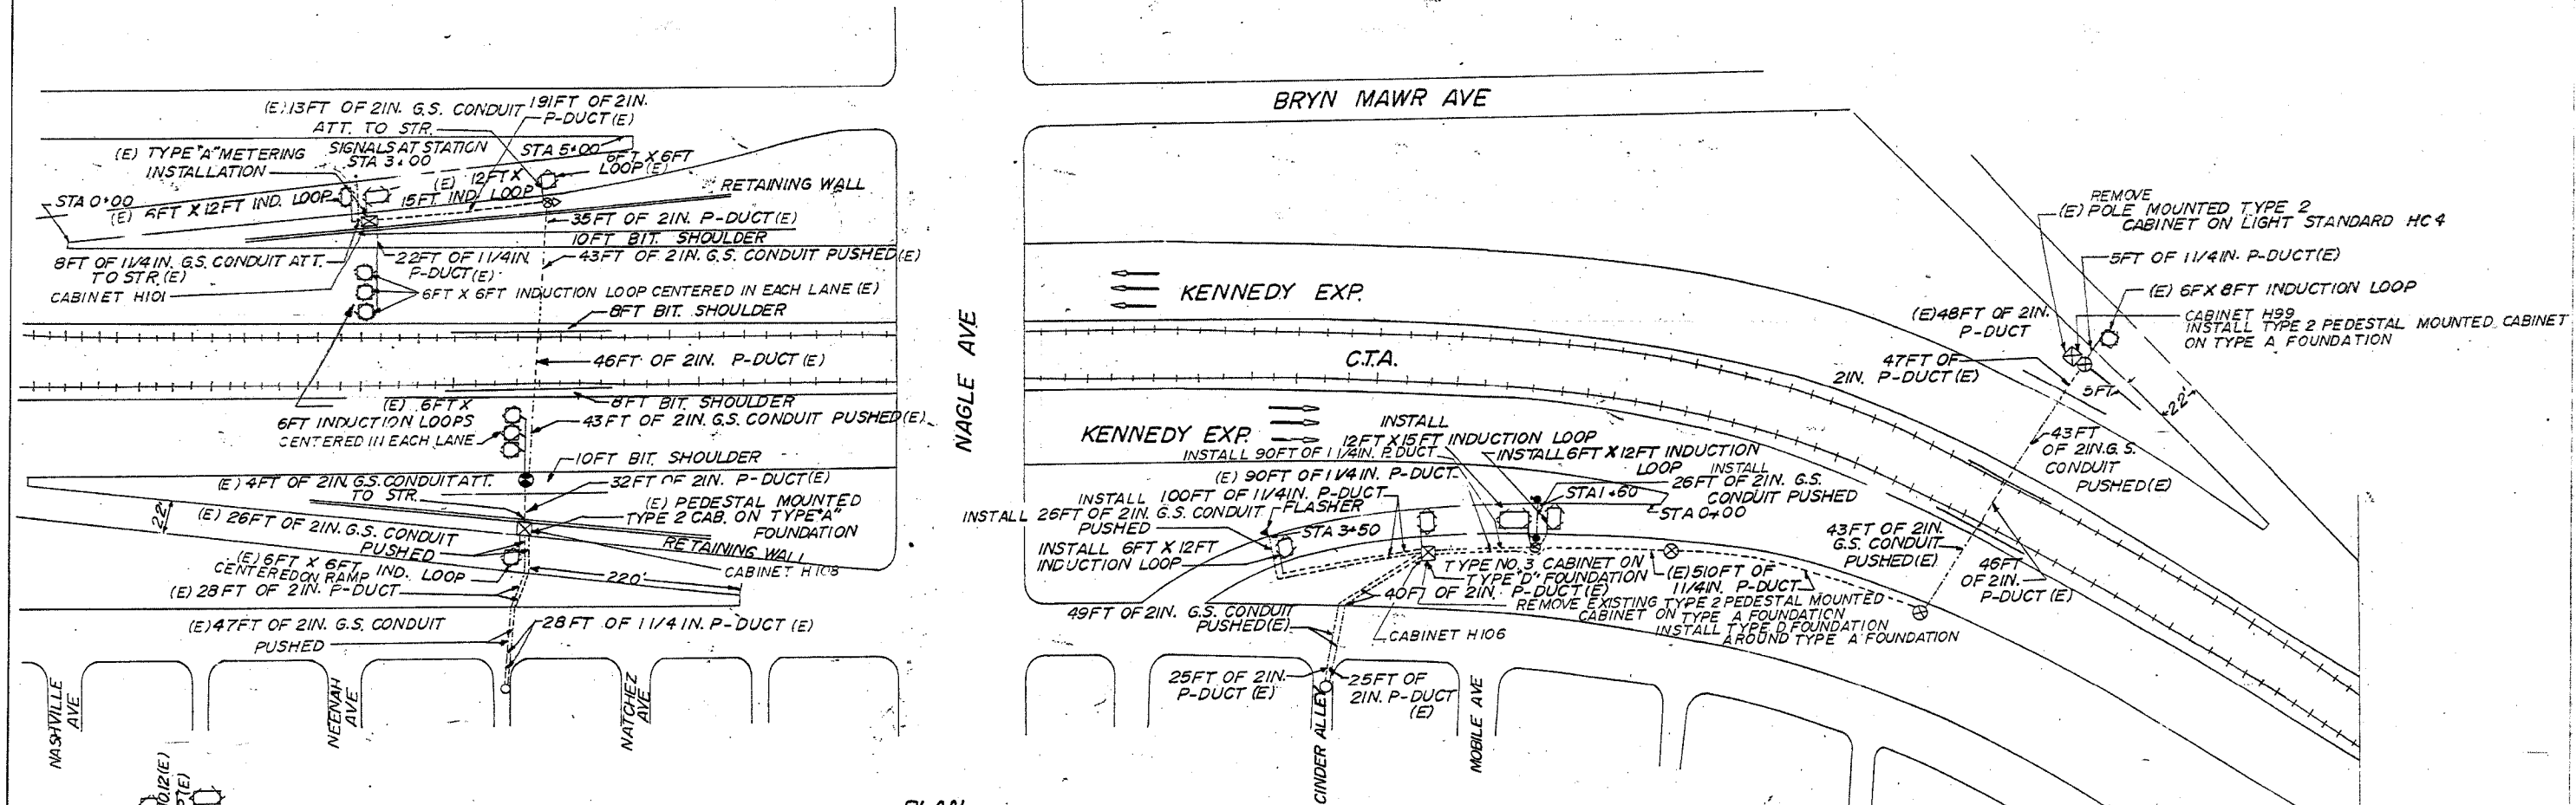 BRYN MAWR AVE
(E) 13FT OF 2IN. G.S. CONDUIT
ATT. TO STR.
191FT OF 2IN.
P-DUCT (E)
(E) TYPE "A" METERING
INSTALLATION
SIGNALS AT STATION
STA 3+00
STA 5+00
6FT X 6FT
LOOP (E)
(E) 12FT X
15FT IND. LOOP
RETAINING WALL
STA 0+00
(E) 6FT X 12FT IND. LOOP
35FT OF 2IN. P-DUCT (E)
10FT BIT. SHOULDER
8FT OF 1 1/4 IN. G.S. CONDUIT ATT.
TO STR (E)
22FT OF 1 1/4 IN.
P-DUCT (E)
43FT OF 2IN. G.S. CONDUIT PUSHED (E)
CABINET H101
6FT X 6FT INDUCTION LOOP CENTERED IN EACH LANE (E)
8FT BIT. SHOULDER
46FT OF 2IN. P-DUCT (E)
8FT BIT. SHOULDER
(E) 6FT X
6FT INDUCTION LOOPS
CENTERED IN EACH LANE
43FT OF 2IN. G.S. CONDUIT PUSHED (E)
10FT BIT. SHOULDER
(E) 4FT OF 2IN. G.S. CONDUIT ATT.
TO STR.
32FT OF 2IN. P-DUCT (E)
(E) PEDESTAL MOUNTED
TYPE 2 CAB. ON TYPE "A"
FOUNDATION
22'
(E) 26FT OF 2IN. G.S. CONDUIT
PUSHED
RETAINING WALL
(E) 6FT X 6FT IND. LOOP
CENTERED ON RAMP
CABINET H108
220'
(E) 28FT OF 2IN. P-DUCT
(E) 47FT OF 2IN. G.S. CONDUIT
PUSHED
28FT OF 1 1/4 IN. P-DUCT (E)
NASHVILLE
AVE
NEENAH
AVE
NATCHEZ
AVE
NAGLE AVE
KENNEDY EXP.
C.T.A.
KENNEDY EXP.
INSTALL
12FT X 15FT INDUCTION LOOP
INSTALL 90FT OF 1 1/4 IN. P.DUCT
INSTALL 6FT X 12FT INDUCTION
LOOP
(E) 90FT OF 1 1/4 IN. P-DUCT
INSTALL
26FT OF 2IN. G.S.
CONDUIT PUSHED
INSTALL 100FT OF 1 1/4 IN. P-DUCT
STA 1+60
STA 0+00
INSTALL 26FT OF 2IN. G.S. CONDUIT
PUSHED
FLASHER
STA 3+50
INSTALL 6FT X 12FT
INDUCTION LOOP
TYPE NO. 3 CABINET ON
TYPE "D" FOUNDATION
(E) 510FT OF
1 1/4 IN. P-DUCT
40FT OF 2IN. P-DUCT (E)
REMOVE EXISTING TYPE 2 PEDESTAL MOUNTED
CABINET ON TYPE A FOUNDATION
INSTALL TYPE D FOUNDATION
AROUND TYPE A FOUNDATION
49FT OF 2IN. G.S. CONDUIT
PUSHED (E)
CABINET H106
25FT OF 2IN.
P-DUCT (E)
25FT OF
2IN. P-DUCT
(E)
CINDER ALLEY
MOBILE AVE
REMOVE
(E) POLE MOUNTED TYPE 2
CABINET ON LIGHT STANDARD HC4
5FT OF 1 1/4 IN. P-DUCT (E)
(E) 6FX 8FT INDUCTION LOOP
CABINET H99
INSTALL TYPE 2 PEDESTAL MOUNTED CABINET
ON TYPE A FOUNDATION
(E) 48FT OF 2IN.
P-DUCT
47FT OF
2IN. P-DUCT (E)
5FT
22'
43FT
OF 2IN. G.S.
CONDUIT
PUSHED (E)
43FT OF 2IN.
G.S. CONDUIT
PUSHED (E)
46FT
OF 2IN.
P-DUCT (E)